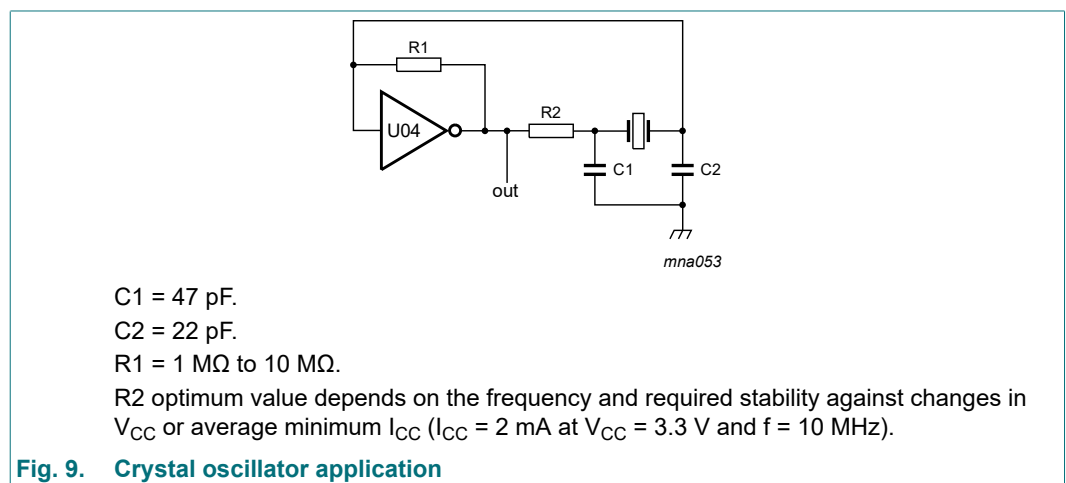 R1
U04
R2
out
C1
C2
mna053
C1 = 47 pF.
C2 = 22 pF.
R1 = 1 MΩ to 10 MΩ.
R2 optimum value depends on the frequency and required stability against changes in
VCC or average minimum ICC (ICC = 2 mA at VCC = 3.3 V and f = 10 MHz).
Fig. 9. Crystal oscillator application